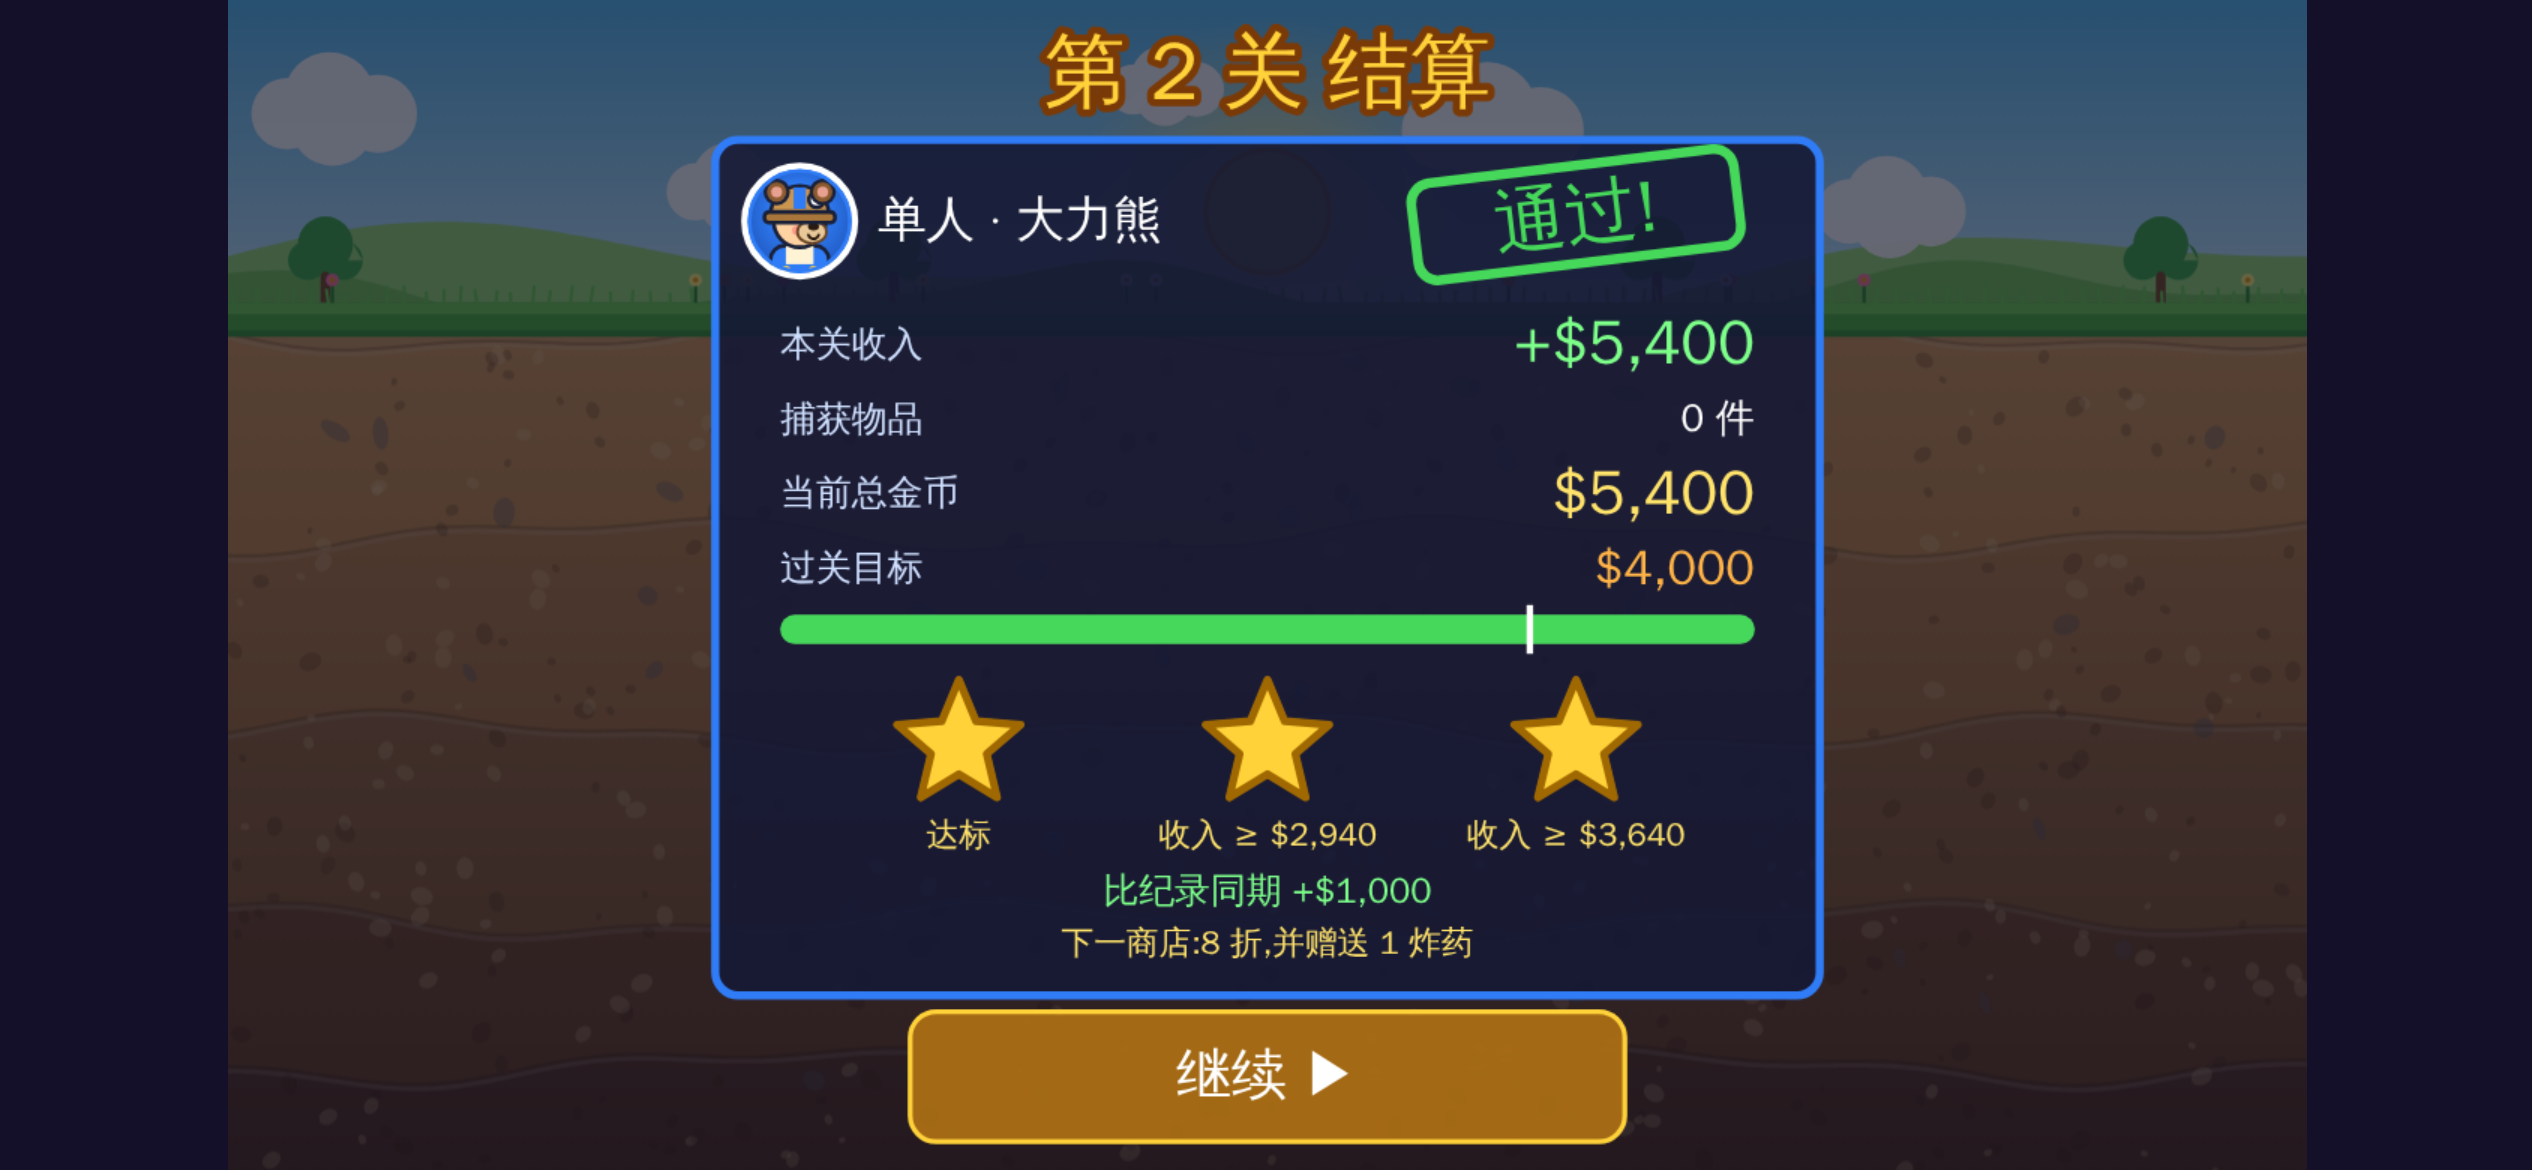 第 2 关 结算
单人 · 大力熊
通过!
本关收入 +$5,400
捕获物品 0 件
当前总金币 $5,400
过关目标 $4,000
达标 收入 ≥ $2,940 收入 ≥ $3,640
比纪录同期 +$1,000
下一商店:8 折,并赠送 1 炸药
继续 ▶